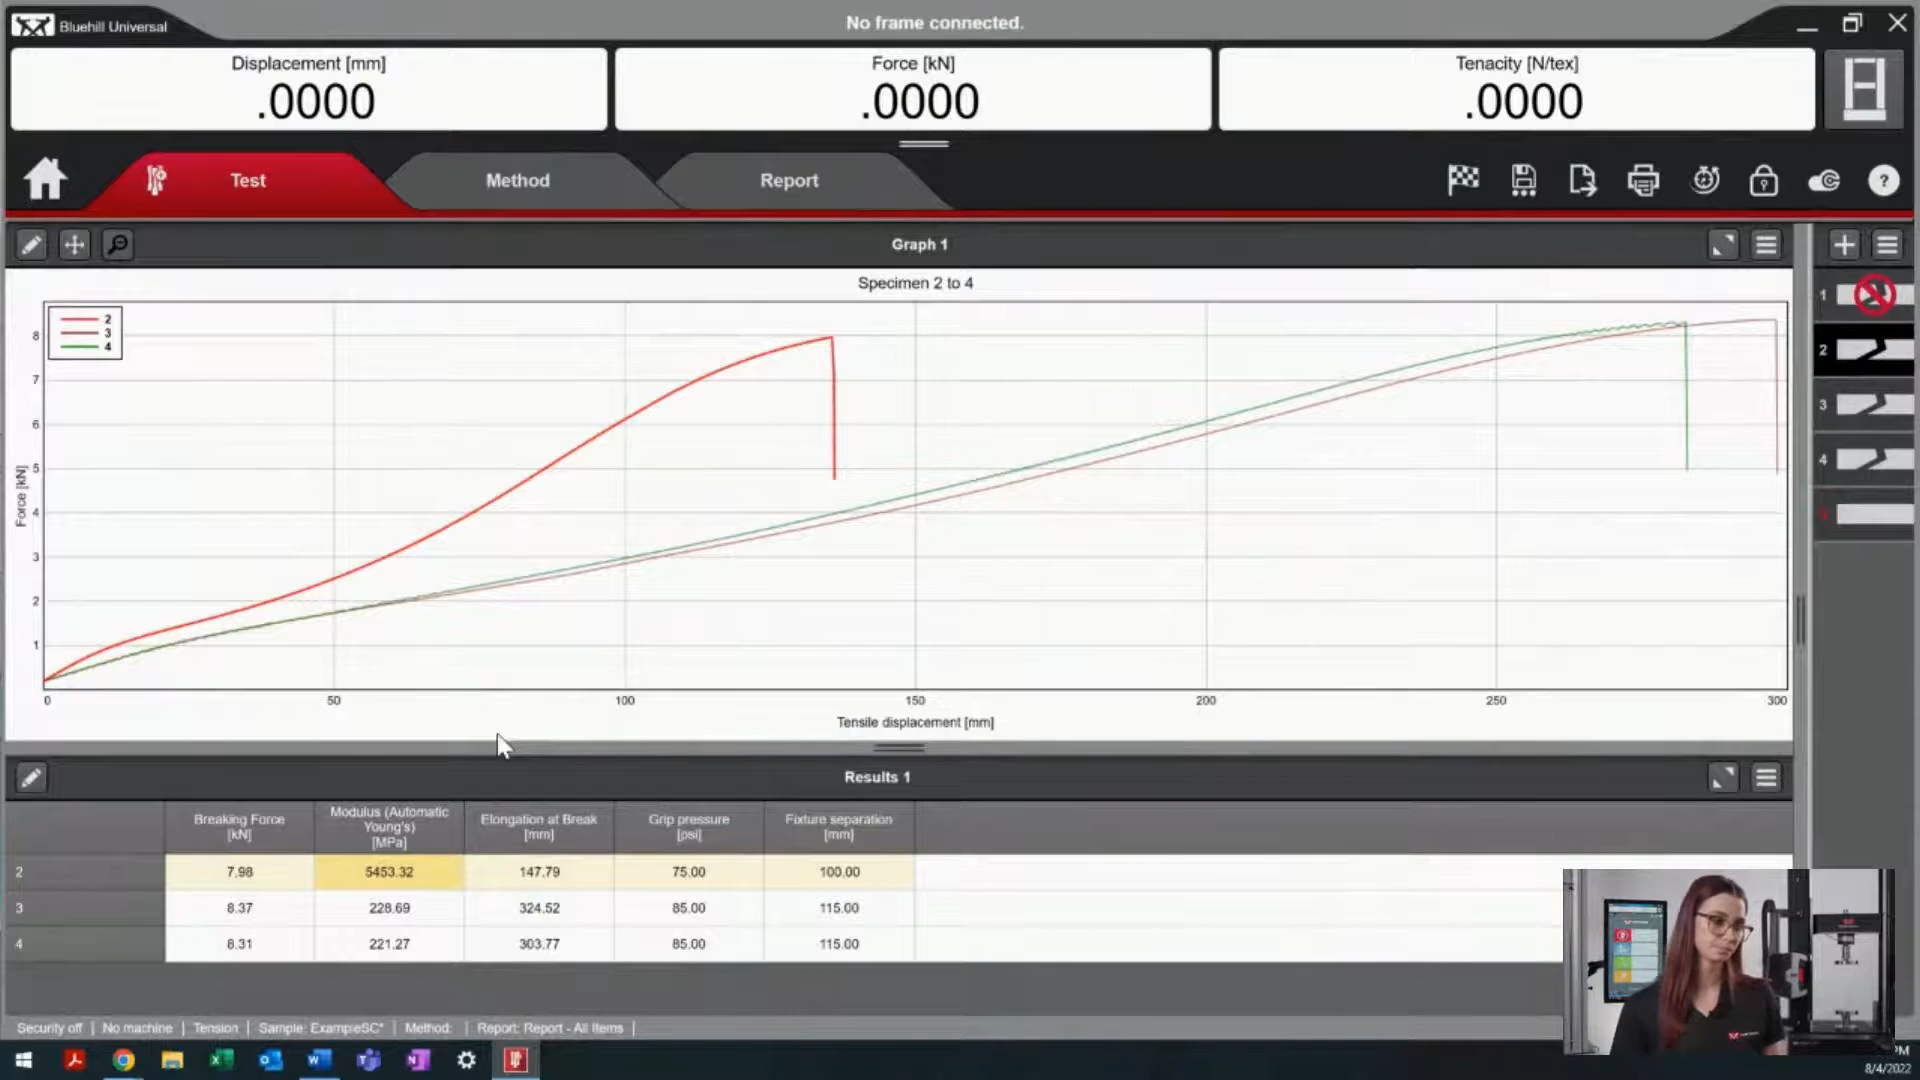 Bluehill Universal
No frame connected.
Displacement [mm]
.0000
Force [kN]
.0000
Tenacity [N/tex]
.0000
Test
Method
Report
?
Graph 1
Specimen 2 to 4
2
3
4
8
7
6
5
4
3
2
1
Force [kN]
0 50 100 150 200 250 300
Tensile displacement [mm]
1
2
3
4
Results 1
Breaking Force
[kN]
Modulus (Automatic
Young's)
[MPa]
Elongation at Break
[mm]
Grip pressure
[psi]
Fixture separation
[mm]
2 7.98 5453.32 147.79 75.00 100.00
3 8.37 228.69 324.52 85.00 115.00
4 8.31 221.27 303.77 85.00 115.00
Security off | No machine | Tension | Sample: ExampleSC* | Method: | Report: Report - All Items |
PM
8/4/2022